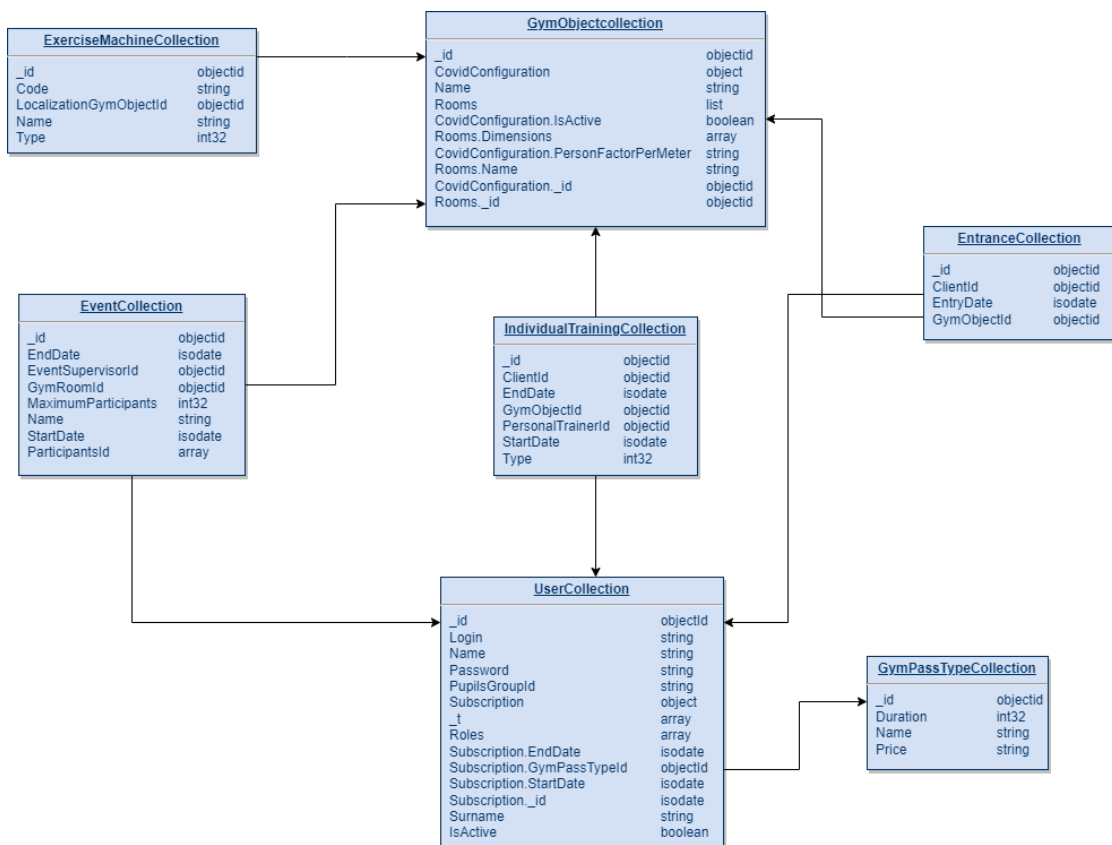 ExerciseMachineCollection
_id objectid
Code string
LocalizationGymObjectId objectid
Name string
Type int32
GymObjectcollection
_id objectid
CovidConfiguration object
Name string
Rooms list
CovidConfiguration.IsActive boolean
Rooms.Dimensions array
CovidConfiguration.PersonFactorPerMeter string
Rooms.Name string
CovidConfiguration._id objectid
Rooms._id objectid
EntranceCollection
_id objectid
ClientId objectid
EntryDate isodate
GymObjectId objectid
EventCollection
_id objectid
EndDate isodate
EventSupervisorId objectid
GymRoomId objectid
MaximumParticipants int32
Name string
StartDate isodate
ParticipantsId array
IndividualTrainingCollection
_id objectid
ClientId objectid
EndDate isodate
GymObjectId objectid
PersonalTrainerId objectid
StartDate isodate
Type int32
UserCollection
_id objectId
Login string
Name string
Password string
PupilsGroupId string
Subscription object
_t array
Roles array
Subscription.EndDate isodate
Subscription.GymPassTypeId objectId
Subscription.StartDate isodate
Subscription._id isodate
Surname string
IsActive boolean
GymPassTypeCollection
_id objectid
Duration int32
Name string
Price string